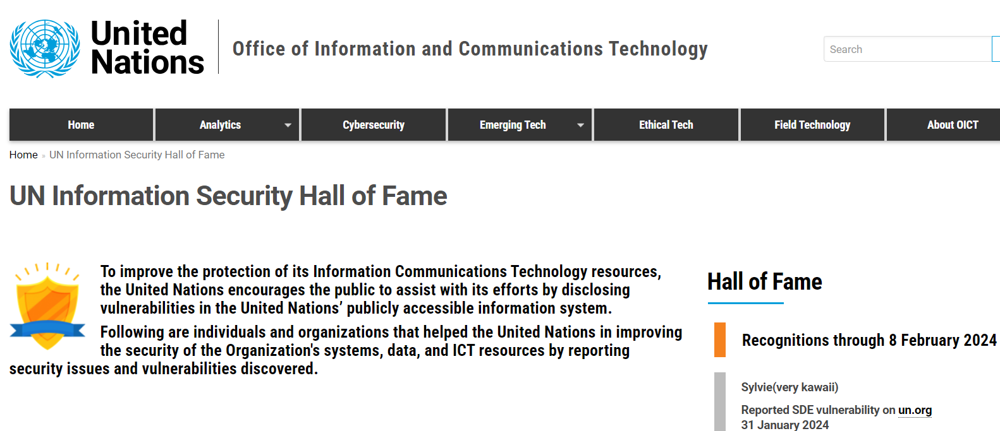 United
Nations
Office of Information and Communications Technology
Search
Home
Analytics
Cybersecurity
Emerging Tech
Ethical Tech
Field Technology
About OICT
Home » UN Information Security Hall of Fame
UN Information Security Hall of Fame
To improve the protection of its Information Communications Technology resources,
the United Nations encourages the public to assist with its efforts by disclosing
vulnerabilities in the United Nations’ publicly accessible information system.
Following are individuals and organizations that helped the United Nations in improving
the security of the Organization's systems, data, and ICT resources by reporting
security issues and vulnerabilities discovered.
Hall of Fame
Recognitions through 8 February 2024
Sylvie(very kawaii)
Reported SDE vulnerability on un.org
31 January 2024